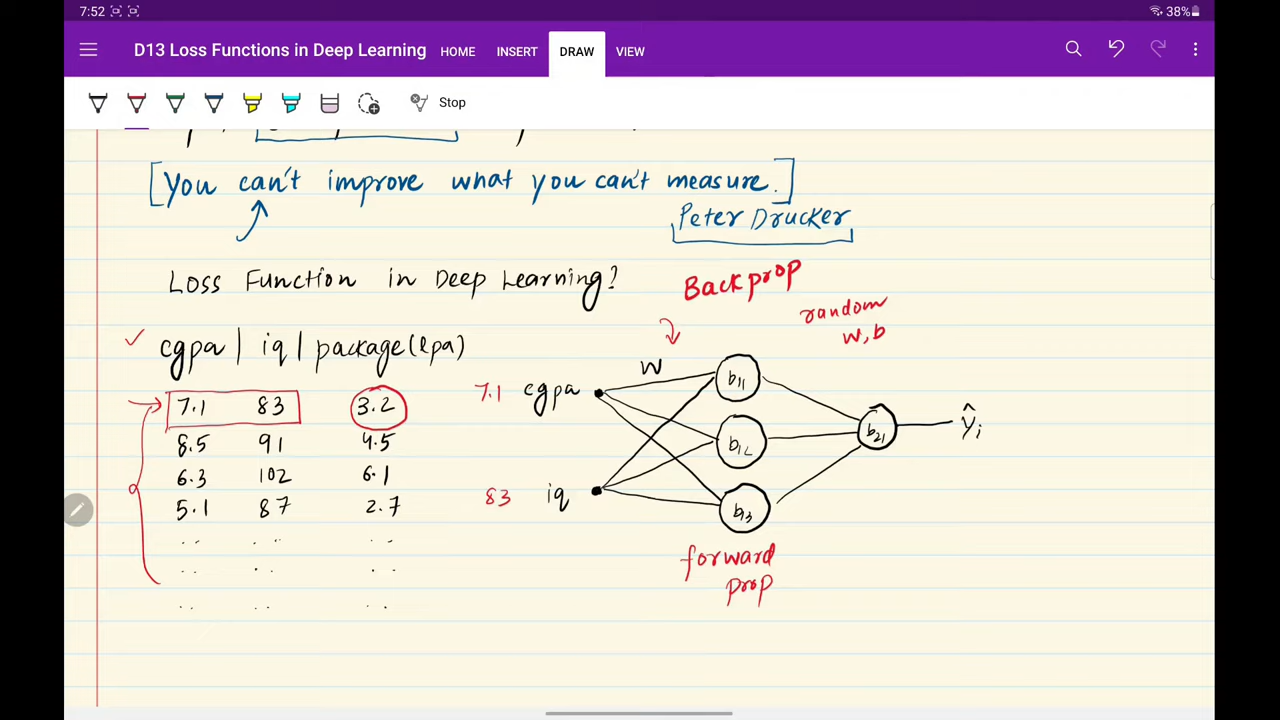 7:52
38%
D13 Loss Functions in Deep Learning HOME INSERT DRAW VIEW
Stop
[You can't improve what you can't measure.]
Peter Drucker
Loss Function in Deep Learning?
Backprop
random
w, b
cgpa | iq | package(lpa)
7.1 83 3.2
8.5 91 4.5
6.3 102 6.1
5.1 87 2.7
.. .. ..
.. .. ..
.. .. ..
w
7.1 cgpa
83 iq
b11
b12
b13
b21
ŷi
forward
prop